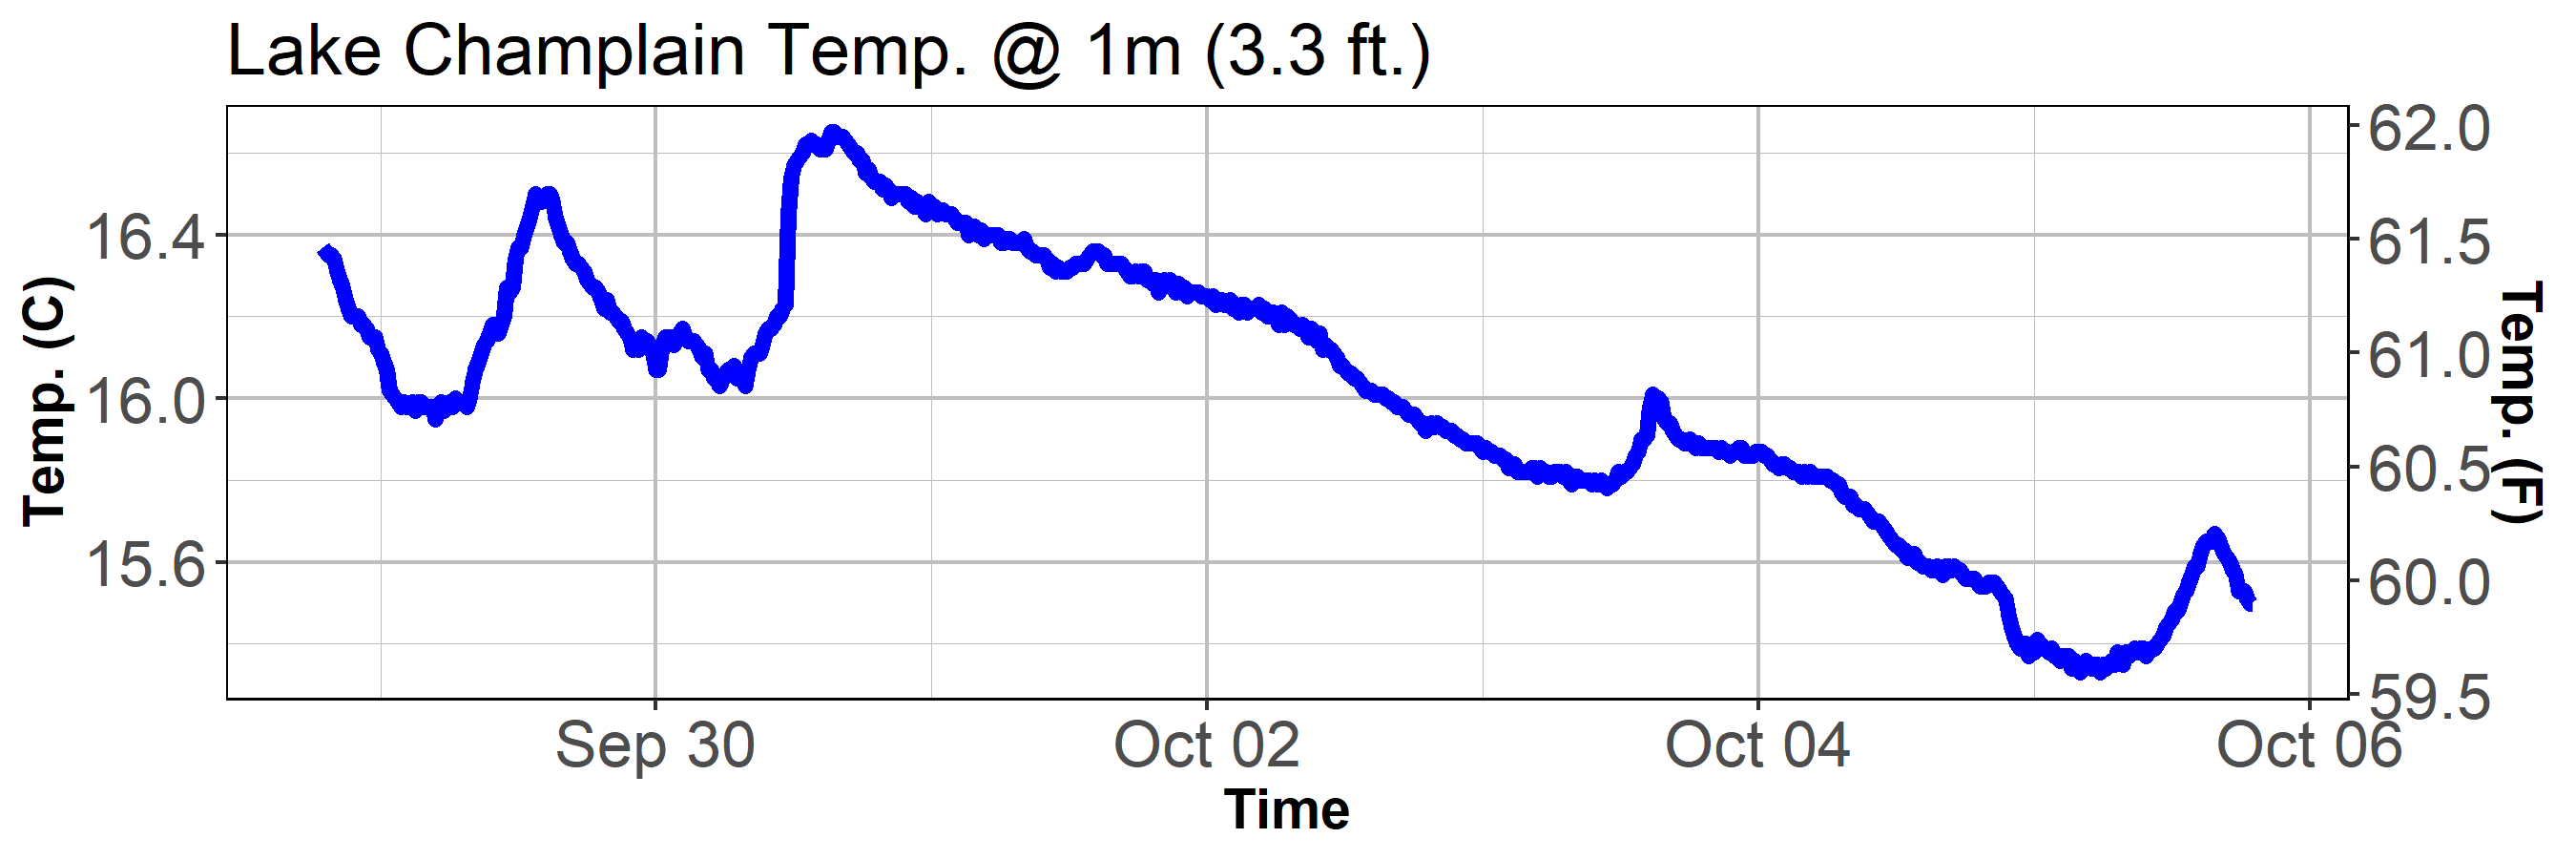 Lake Champlain Temp. @ 1m (3.3 ft.)
Temp. (C)
16.4
16.0
15.6
62.0
61.5
61.0
60.5
60.0
59.5
Temp. (F)
Sep 30
Oct 02
Oct 04
Oct 06
Time